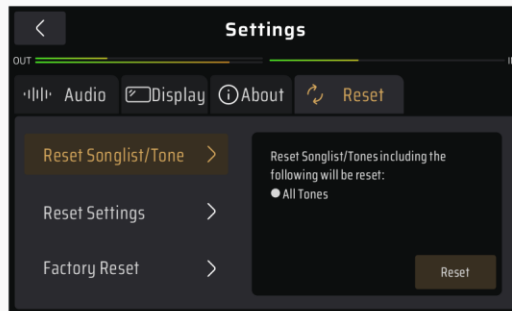 Settings
OUT
Audio Display About Reset
Reset Songlist/Tone
Reset Settings
Factory Reset
Reset Songlist/Tones including the
following will be reset:
All Tones
Reset